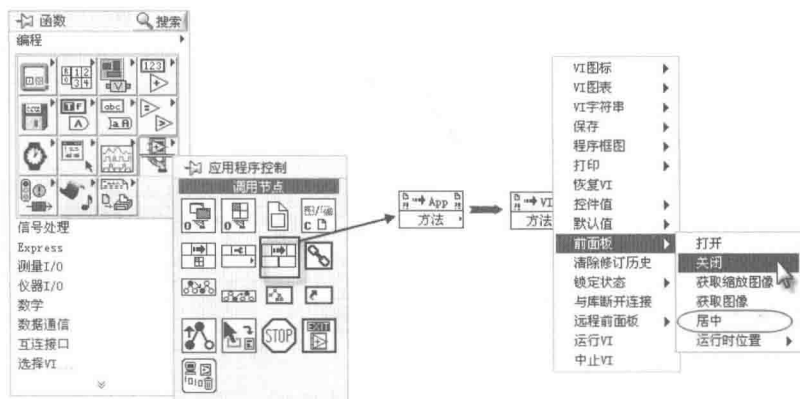 函数
搜索
编程
应用程序控制
调用节点
STOP
EXIT
信号处理
Express
测量I/O
仪器I/O
数学
数据通信
互连接口
选择VI...
App
方法
VI
方法
VI图标
VI图表
VI字符串
保存
程序框图
打印
恢复VI
控件值
默认值
前面板
清除修订历史
锁定状态
与库断开连接
远程前面板
运行VI
中止VI
打开
关闭
获取缩放图像
获取图像
居中
运行时位置